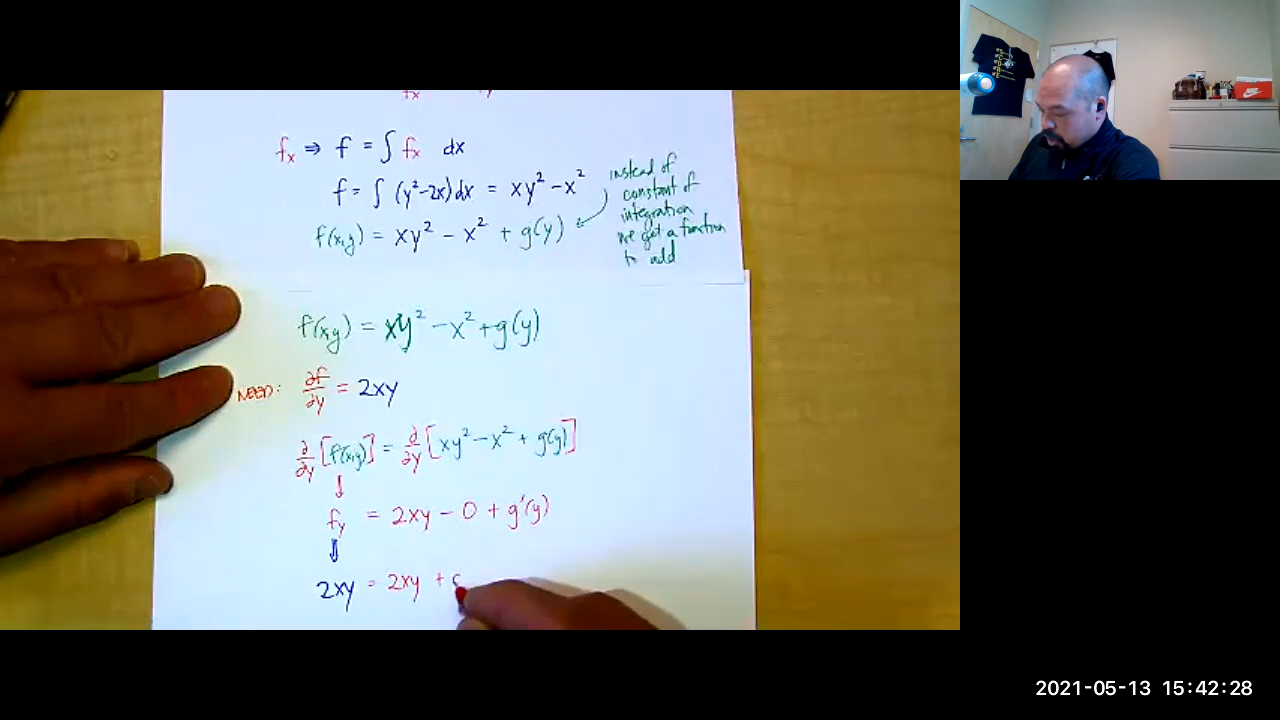 fx ⇒ f = ∫ fx dx
f = ∫ (y²-2x)dx = xy² - x²
f(x,y) = xy² - x² + g(y)
instead of
constant of
integration
we get a function
to add
f(x,y) = xy² - x² + g(y)
NEED: ∂f/∂y = 2xy
∂/∂y [f(x,y)] = ∂/∂y [xy² - x² + g(y)]
↓
fy = 2xy - 0 + g'(y)
⇓
2xy = 2xy +
2021-05-13 15:42:28